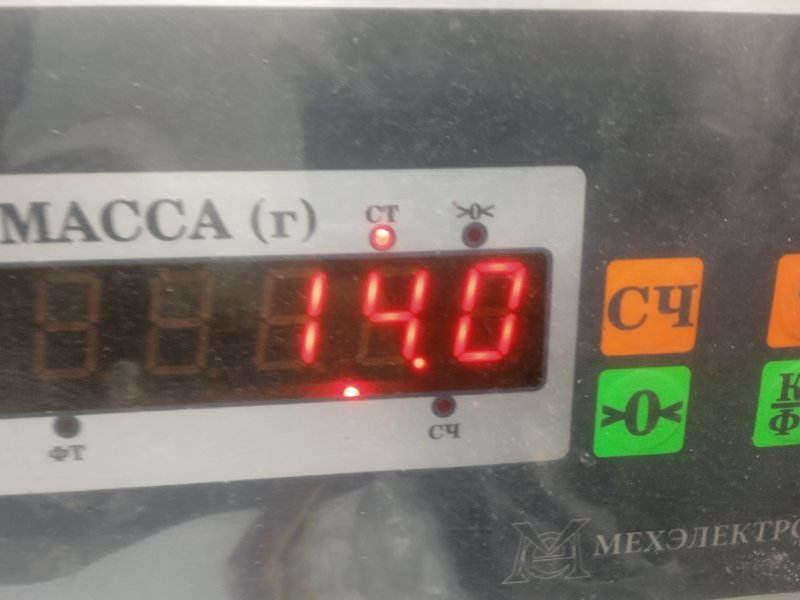 МАССА (г)
СТ
>0<
14.0
СЧ
>0<
ФТ
СЧ
МЕХЭЛЕКТРО